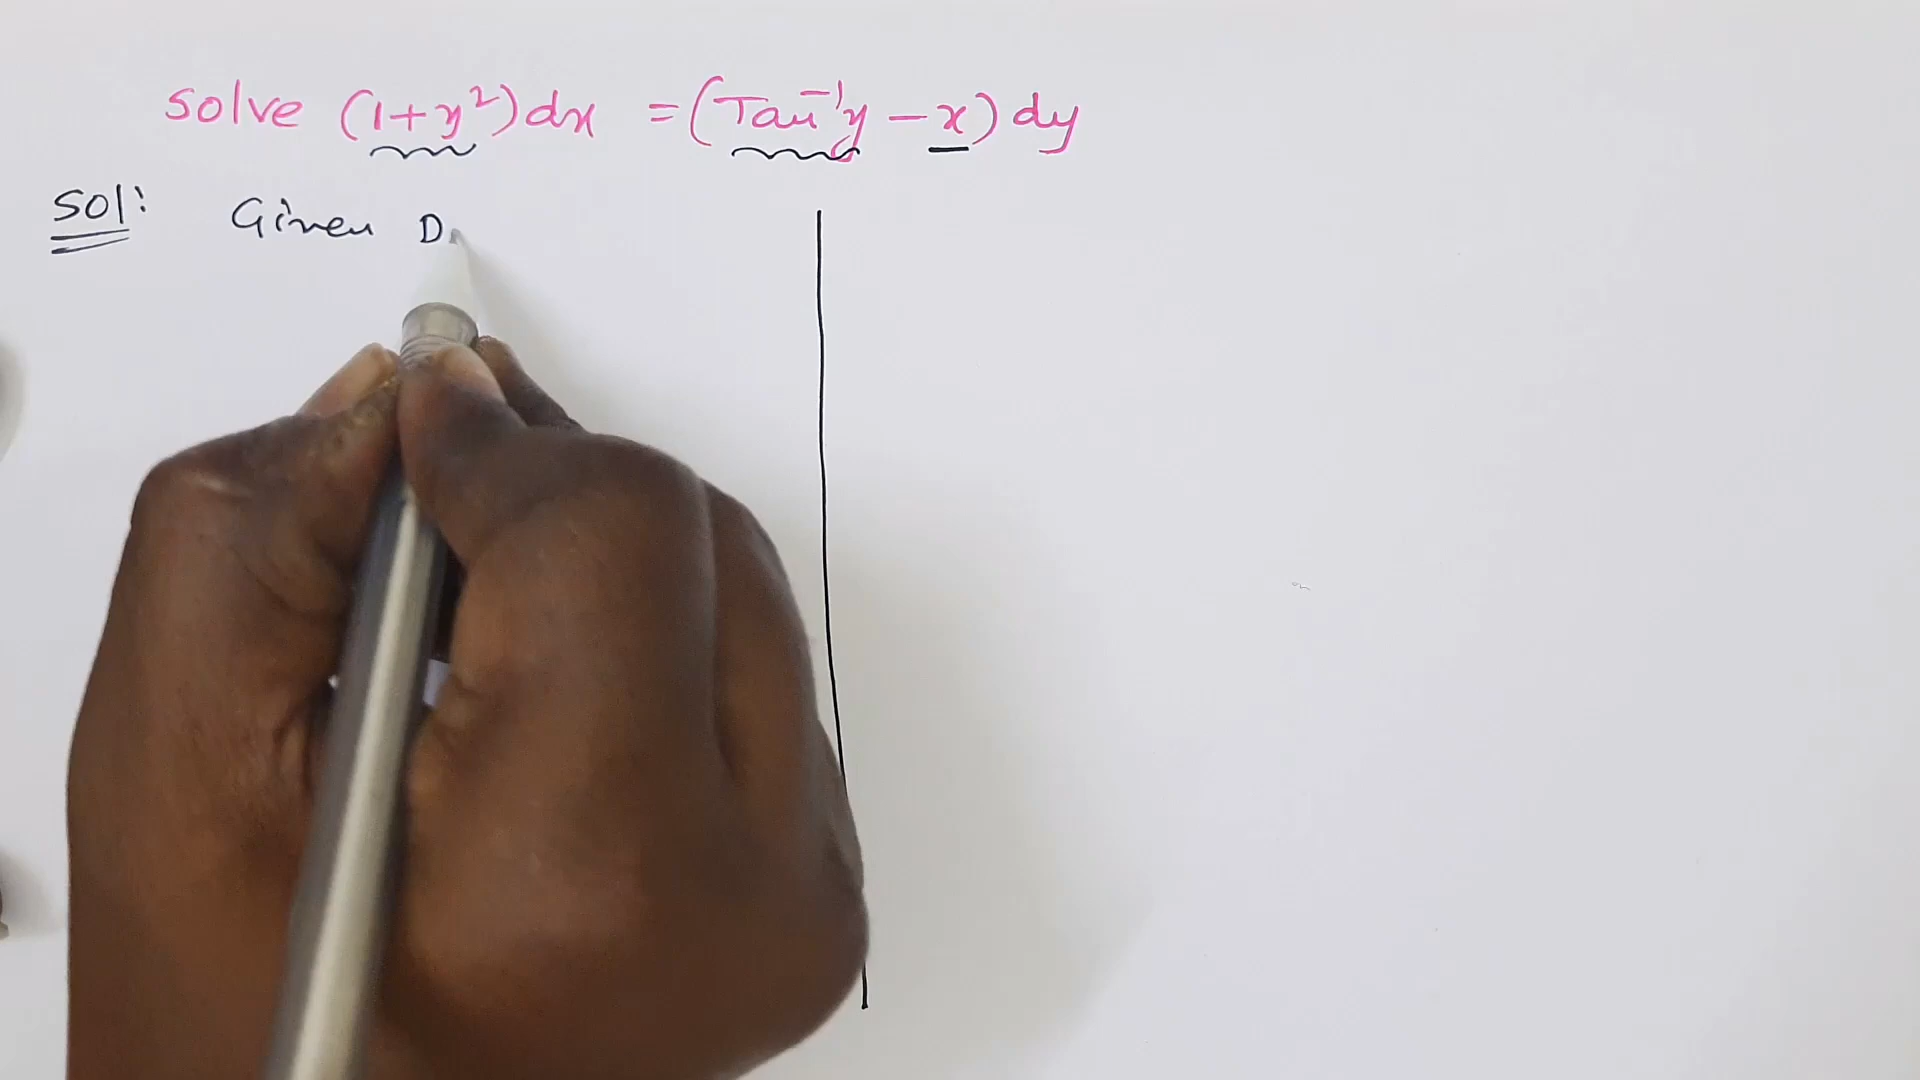 solve (1+y²)dx = (Tan⁻¹y - x) dy
Sol: Given D